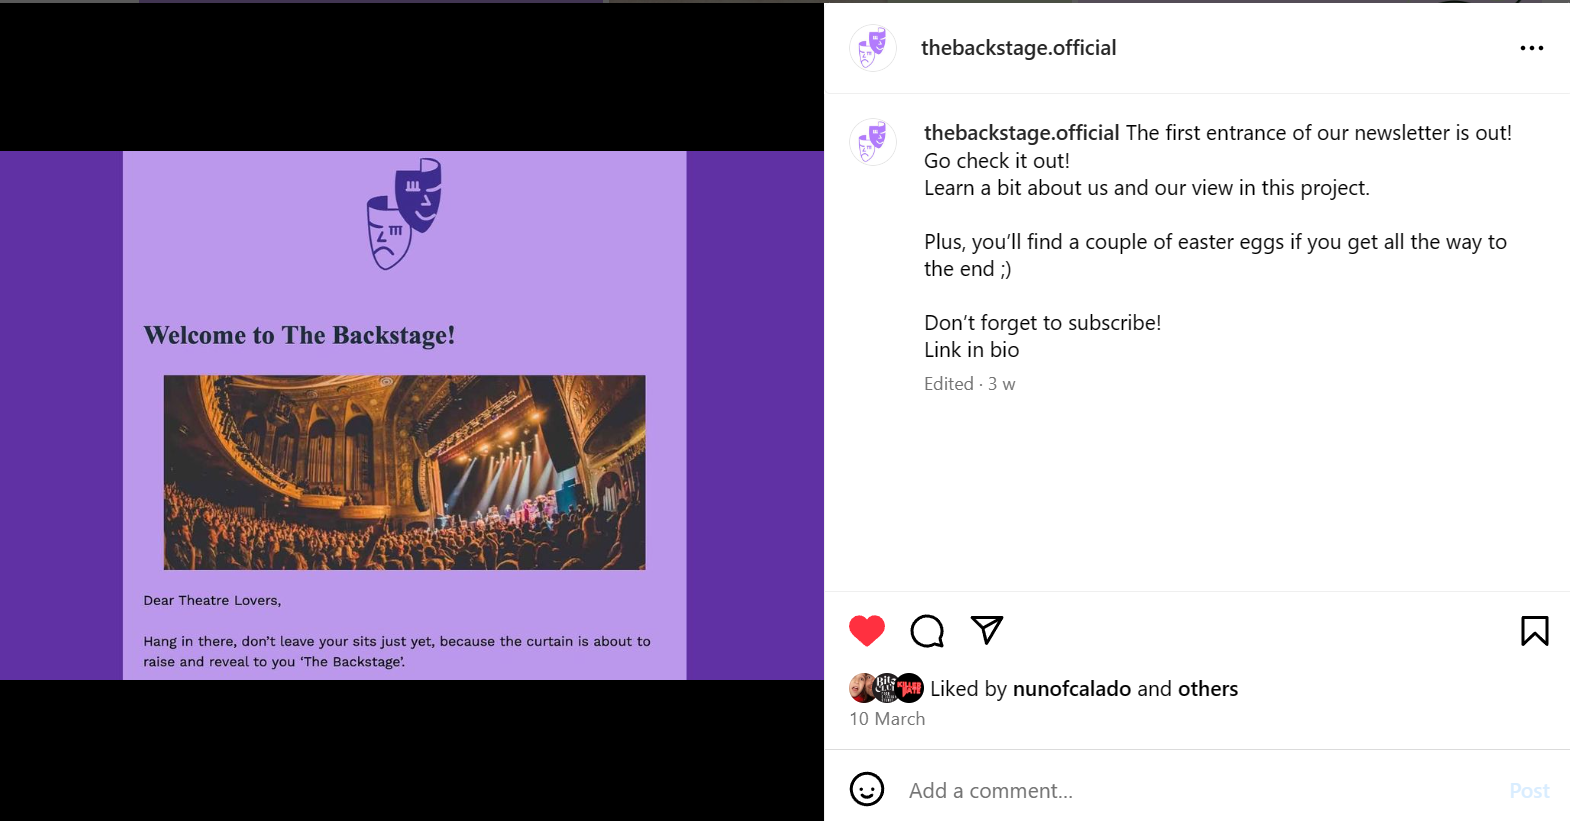 Welcome to The Backstage!
Dear Theatre Lovers,
Hang in there, don't leave your sits just yet, because the curtain is about to
raise and reveal to you 'The Backstage'.
thebackstage.official
thebackstage.official The first entrance of our newsletter is out!
Go check it out!
Learn a bit about us and our view in this project.
Plus, you'll find a couple of easter eggs if you get all the way to
the end ;)
Don't forget to subscribe!
Link in bio
Edited · 3 w
Liked by nunofcalado and others
10 March
Add a comment...
Post